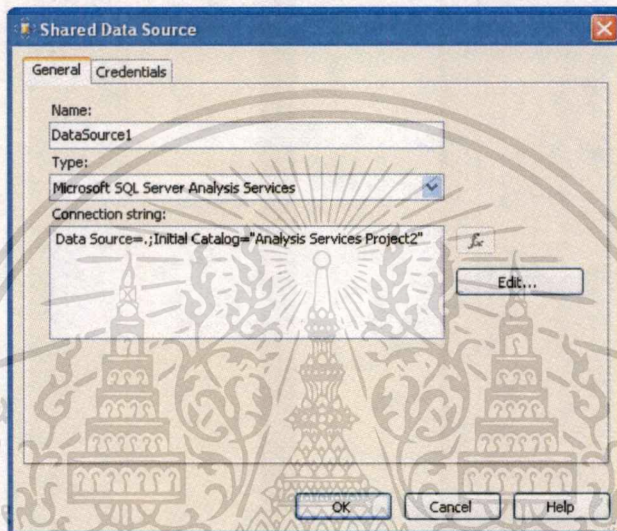 Shared Data Source
General Credentials
Name:
DataSource1
Type:
Microsoft SQL Server Analysis Services
Connection string:
Data Source=.;Initial Catalog="Analysis Services Project2"
fx
Edit...
OK Cancel Help